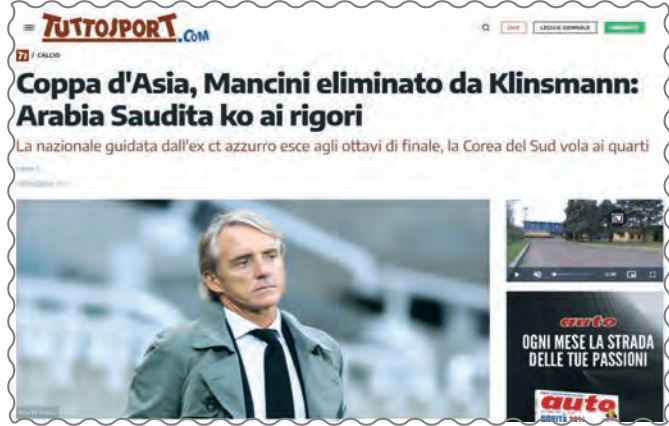 TUTTOSPORT.COM
LIVE LEGGI IL GIORNALE
T / CALCIO
Coppa d'Asia, Mancini eliminato da Klinsmann:
Arabia Saudita ko ai rigori
La nazionale guidata dall'ex ct azzurro esce agli ottavi di finale, la Corea del Sud vola ai quarti
auto
OGNI MESE LA STRADA
DELLE TUE PASSIONI
auto
NOVITÀ